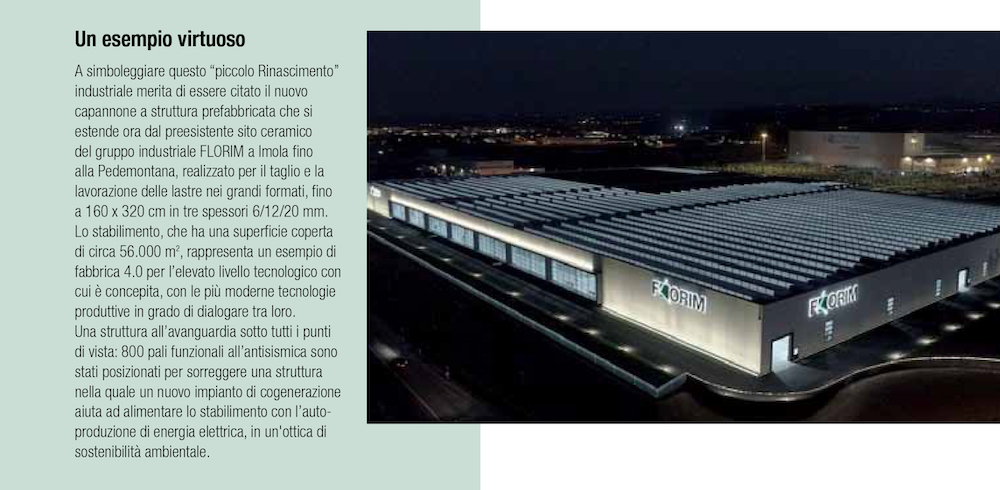 Un esempio virtuoso
A simboleggiare questo “piccolo Rinascimento”
industriale merita di essere citato il nuovo
capannone a struttura prefabbricata che si
estende ora dal preesistente sito ceramico
del gruppo industriale FLORIM a Imola fino
alla Pedemontana, realizzato per il taglio e la
lavorazione delle lastre nei grandi formati, fino
a 160 x 320 cm in tre spessori 6/12/20 mm.
Lo stabilimento, che ha una superficie coperta
di circa 56.000 m², rappresenta un esempio di
fabbrica 4.0 per l’elevato livello tecnologico con
cui è concepita, con le più moderne tecnologie
produttive in grado di dialogare tra loro.
Una struttura all’avanguardia sotto tutti i punti
di vista: 800 pali funzionali all’antisismica sono
stati posizionati per sorreggere una struttura
nella quale un nuovo impianto di cogenerazione
aiuta ad alimentare lo stabilimento con l’auto-
produzione di energia elettrica, in un'ottica di
sostenibilità ambientale.
FLORIM
FLORIM